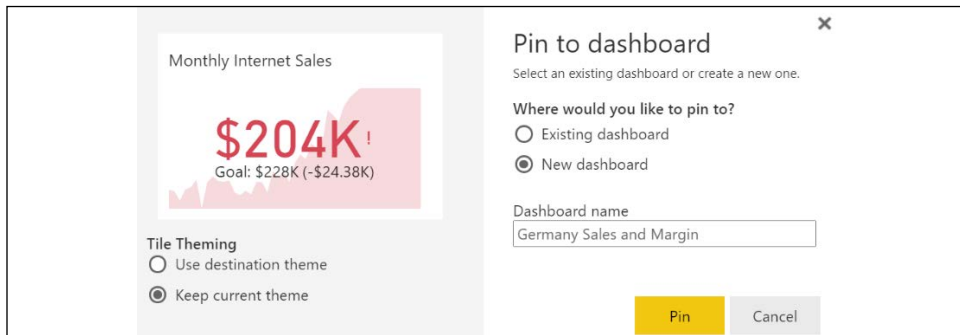 Monthly Internet Sales
$204K!
Goal: $228K (-$24.38K)
Tile Theming
Use destination theme
Keep current theme
Pin to dashboard
Select an existing dashboard or create a new one.
Where would you like to pin to?
Existing dashboard
New dashboard
Dashboard name
Germany Sales and Margin
Pin
Cancel